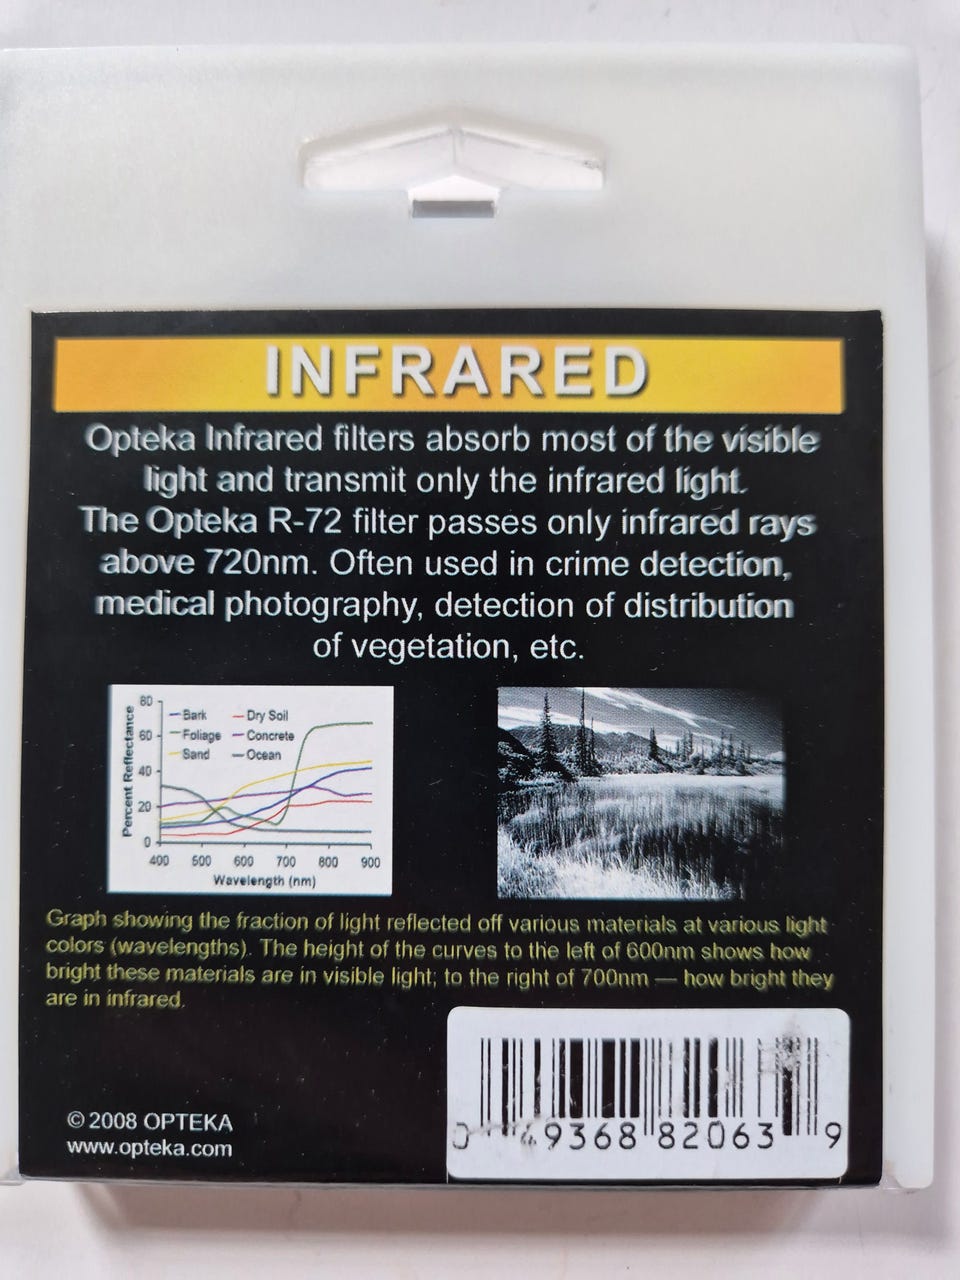 INFRARED
Opteka Infrared filters absorb most of the visible
light and transmit only the infrared light.
The Opteka R-72 filter passes only infrared rays
above 720nm. Often used in crime detection,
medical photography, detection of distribution
of vegetation, etc.
Percent Reflectance
80
60
40
20
0
Bark
Dry Soil
Foliage
Concrete
Sand
Ocean
400 500 600 700 800 900
Wavelength (nm)
Graph showing the fraction of light reflected off various materials at various light
colors (wavelengths). The height of the curves to the left of 600nm shows how
bright these materials are in visible light; to the right of 700nm — how bright they
are in infrared.
© 2008 OPTEKA
www.opteka.com
0 49368 82063 9